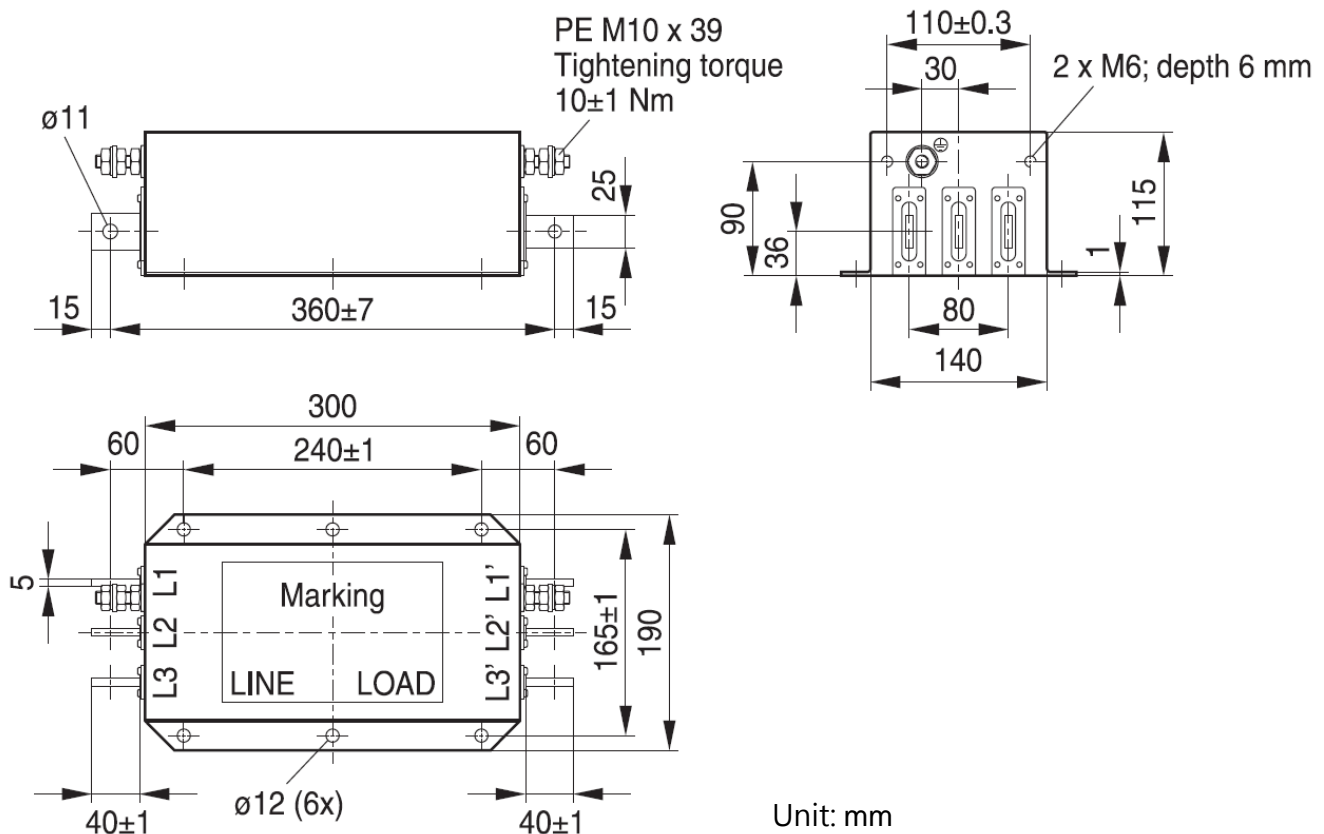 PE M10 x 39
Tightening torque
10±1 Nm
ø11
25
15
360±7
15
110±0.3
30
2 x M6; depth 6 mm
90
36
115
1
80
140
300
60
240±1
60
5
L1
L2
L3
Marking
LINE
LOAD
L1'
L2'
L3'
165±1
190
40±1
ø12 (6x)
40±1
Unit: mm